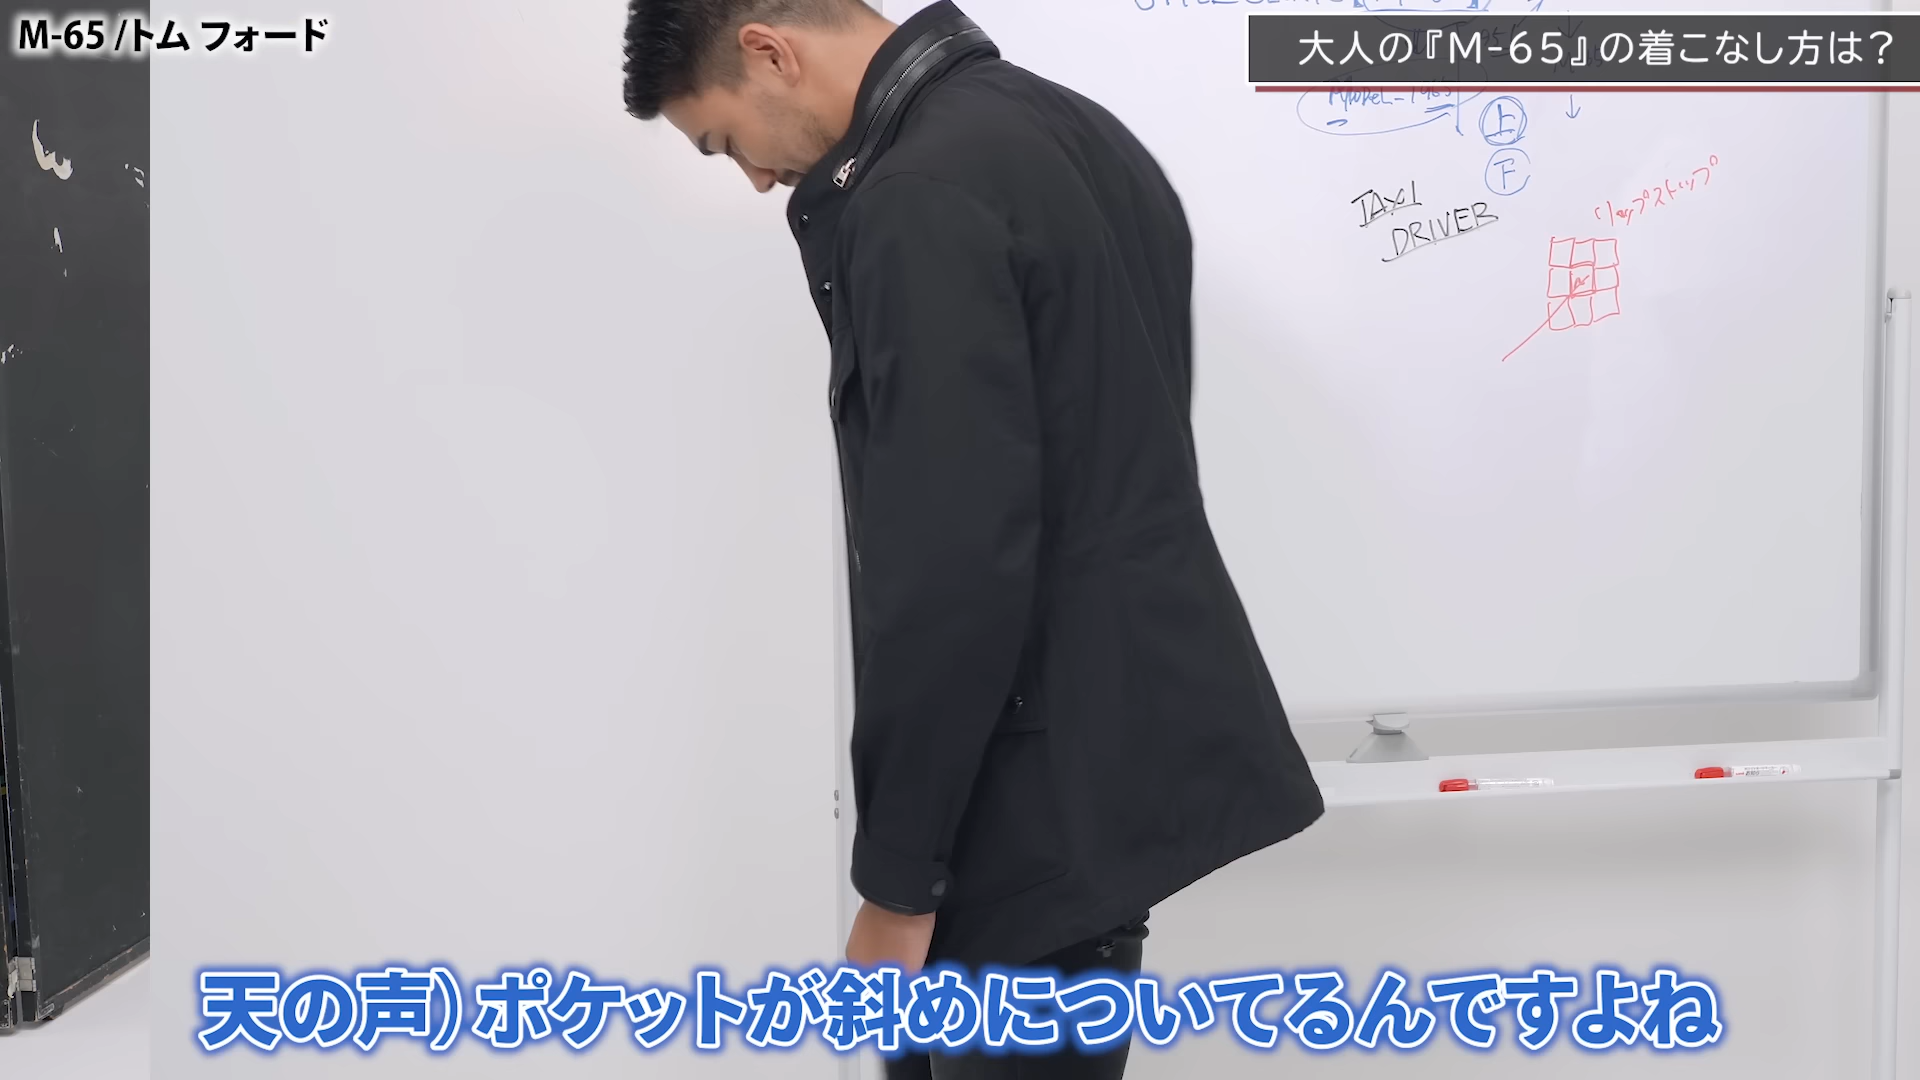 M-65 /トム フォード
大人の『M-65』の着こなし方は？
上
下
TAXI
DRIVER
リップストップ
天の声）ポケットが斜めについてるんですよね